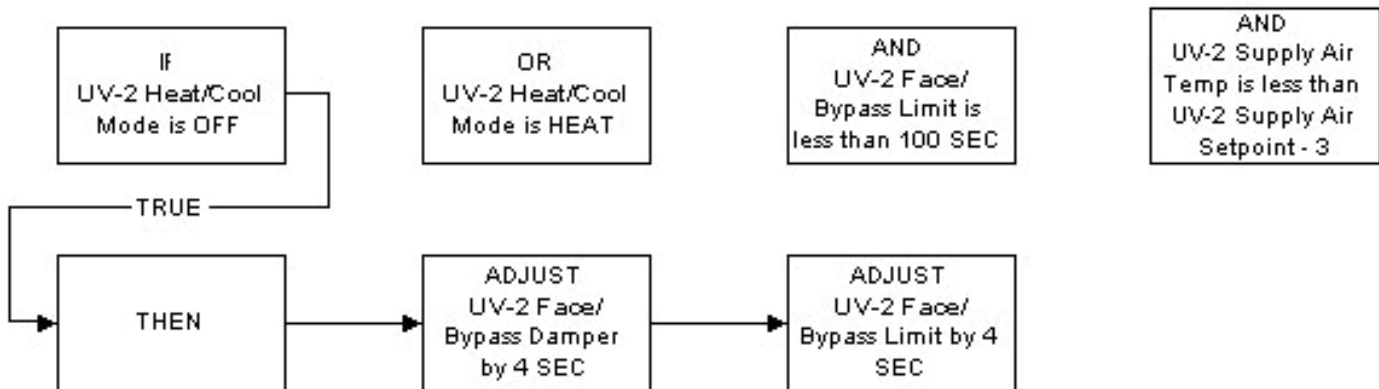 IF
UV-2 Heat/Cool
Mode is OFF
OR
UV-2 Heat/Cool
Mode is HEAT
AND
UV-2 Face/
Bypass Limit is
less than 100 SEC
AND
UV-2 Supply Air
Temp is less than
UV-2 Supply Air
Setpoint - 3
TRUE
THEN
ADJUST
UV-2 Face/
Bypass Damper
by 4 SEC
ADJUST
UV-2 Face/
Bypass Limit by 4
SEC